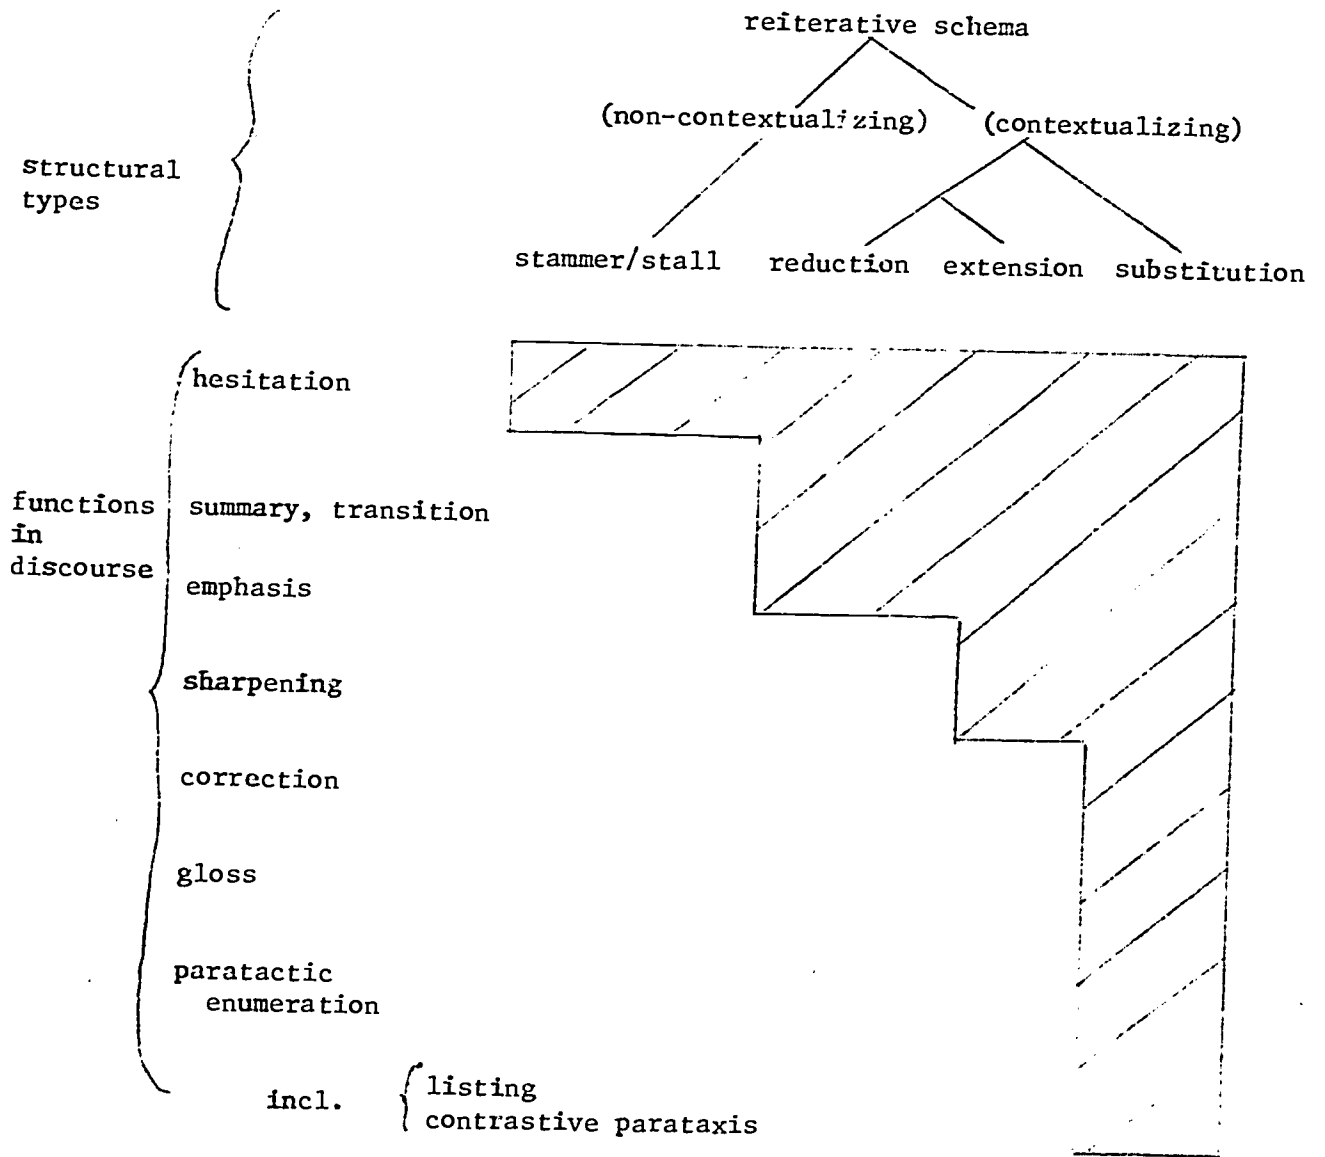 reiterative schema
(non-contextualizing) (contextualizing)
structural
types
stammer/stall reduction extension substitution
hesitation
functions
in
discourse
summary, transition
emphasis
sharpening
correction
gloss
paratactic
enumeration
incl.
listing
contrastive parataxis